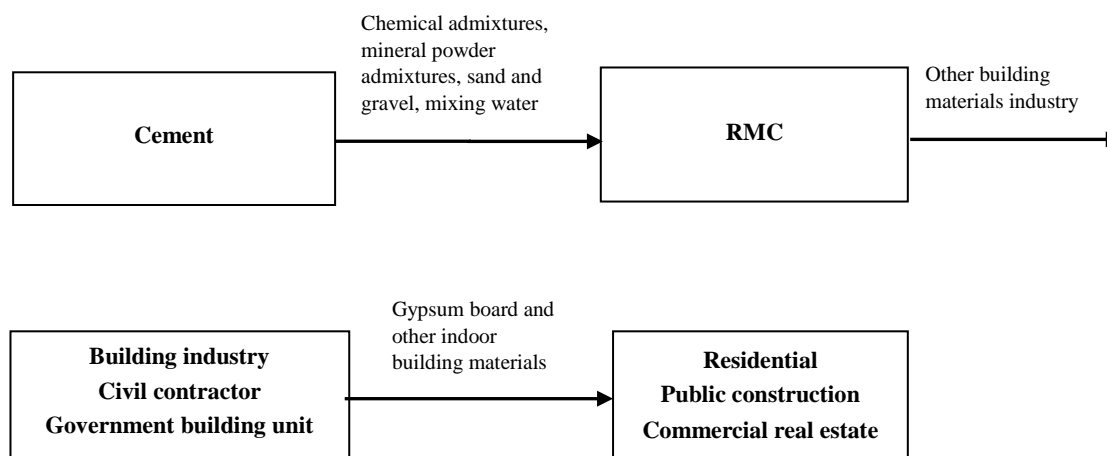 Chemical admixtures,
mineral powder
admixtures, sand and
gravel, mixing water
Cement
RMC
Other building
materials industry
Gypsum board and
other indoor
building materials
Building industry
Civil contractor
Government building unit
Residential
Public construction
Commercial real estate